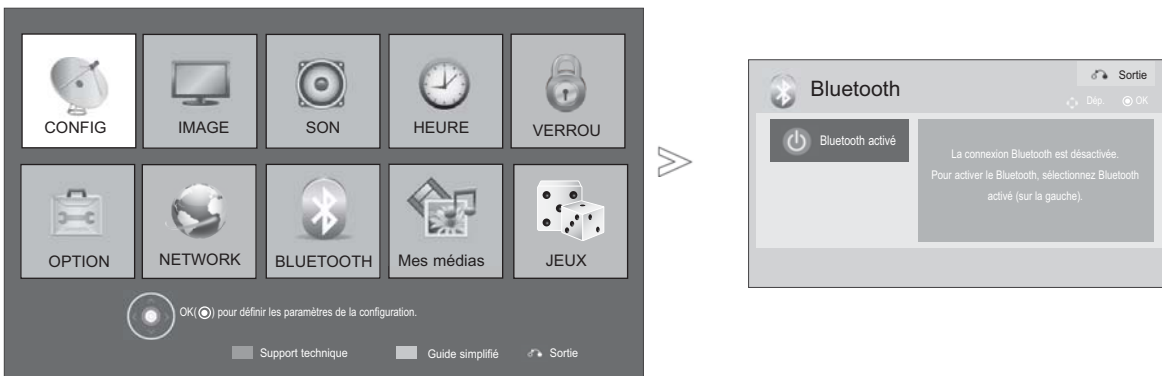 CONFIG
IMAGE
SON
HEURE
VERROU
OPTION
NETWORK
BLUETOOTH
Mes médias
JEUX
OK(◉) pour définir les paramètres de la configuration.
Support technique
Guide simplifié
Sortie
Bluetooth
Sortie
Dép.
OK
Bluetooth activé
La connexion Bluetooth est désactivée.
Pour activer le Bluetooth, sélectionnez Bluetooth
activé (sur la gauche).